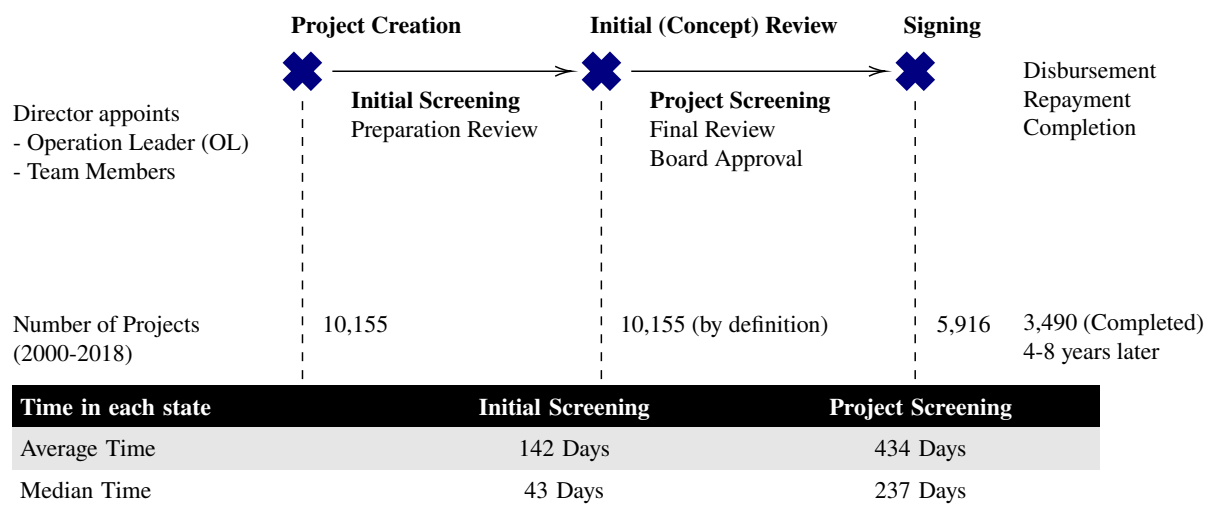 Project Creation
Initial (Concept) Review
Signing
Initial Screening
Preparation Review
Project Screening
Final Review
Board Approval
Disbursement
Repayment
Completion
Director appoints
- Operation Leader (OL)
- Team Members
Number of Projects
(2000-2018)
10,155
10,155 (by definition)
5,916
3,490 (Completed)
4-8 years later
Time in each state Initial Screening Project Screening
Average Time 142 Days 434 Days
Median Time 43 Days 237 Days